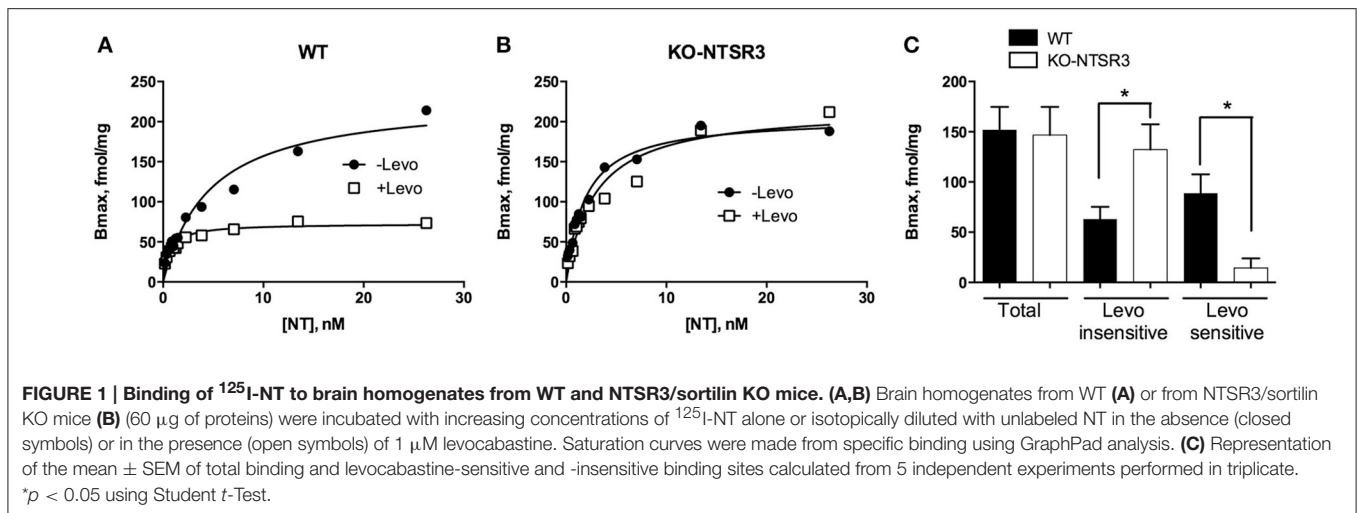 A
WT
Bmax, fmol/mg
250
200
150
100
50
0
0
10
20
30
[NT], nM
-Levo
+Levo
B
KO-NTSR3
Bmax, fmol/mg
250
200
150
100
50
0
0
10
20
30
[NT], nM
-Levo
+Levo
C
WT
KO-NTSR3
Bmax, fmol/mg
200
150
100
50
0
*
*
Total
Levo
insensitive
Levo
sensitive
FIGURE 1 | Binding of ¹²⁵I-NT to brain homogenates from WT and NTSR3/sortilin KO mice. (A,B) Brain homogenates from WT (A) or from NTSR3/sortilin
KO mice (B) (60 μg of proteins) were incubated with increasing concentrations of ¹²⁵I-NT alone or isotopically diluted with unlabeled NT in the absence (closed
symbols) or in the presence (open symbols) of 1 μM levocabastine. Saturation curves were made from specific binding using GraphPad analysis. (C) Representation
of the mean ± SEM of total binding and levocabastine-sensitive and -insensitive binding sites calculated from 5 independent experiments performed in triplicate.
*p < 0.05 using Student t-Test.